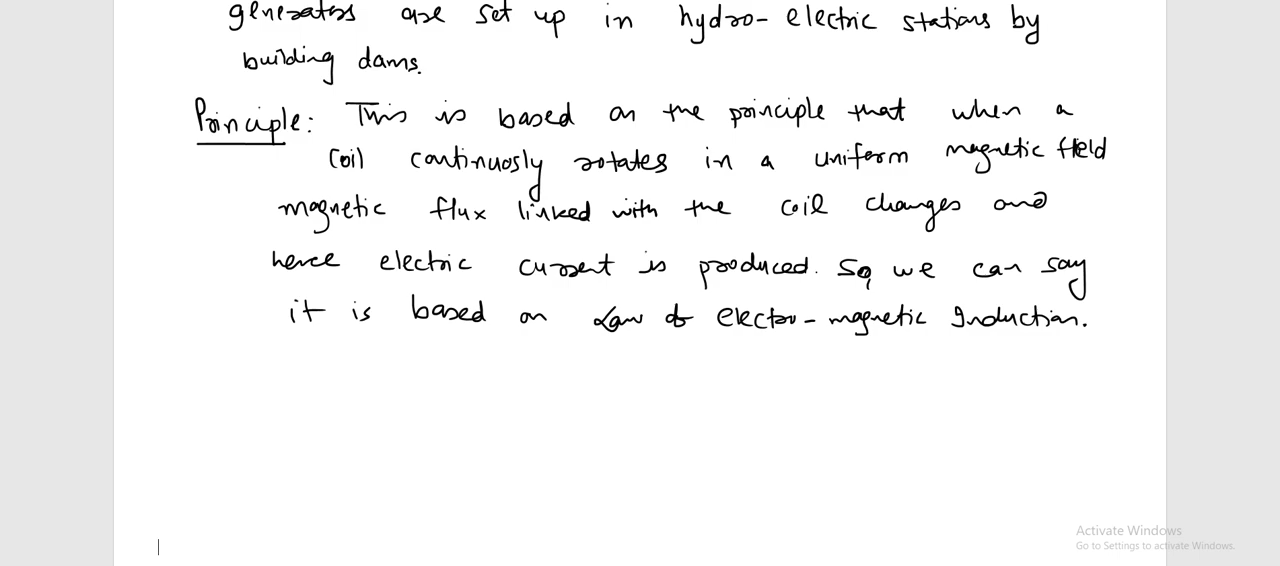 generators are set up in hydro-electric stations by
building dams.
Principle: This is based on the principle that when a
Coil continuosly rotates in a uniform magnetic field
magnetic flux linked with the coil changes and
hence electric current is produced. So, we can say
it is based on Law of electro-magnetic Induction.
Activate Windows
Go to Settings to activate Windows.